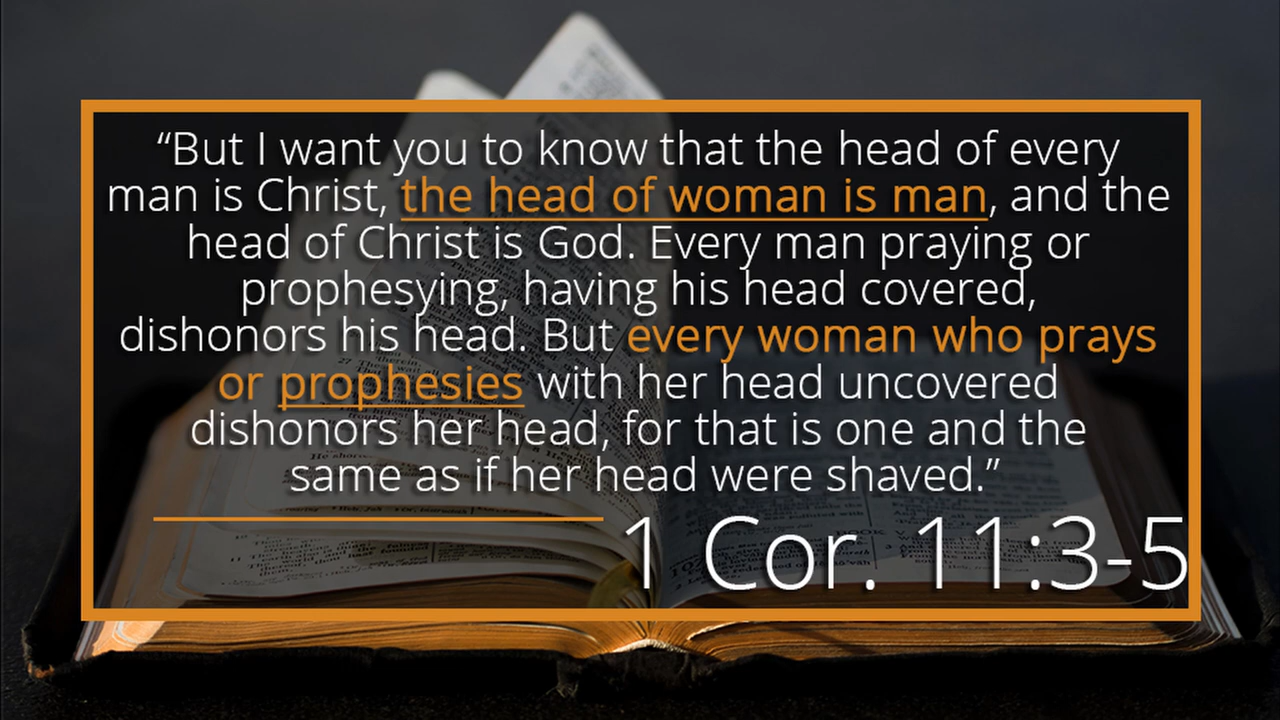 “But I want you to know that the head of every
man is Christ, the head of woman is man, and the
head of Christ is God. Every man praying or
prophesying, having his head covered,
dishonors his head. But every woman who prays
or prophesies with her head uncovered
dishonors her head, for that is one and the
same as if her head were shaved.”
1 Cor. 11:3-5